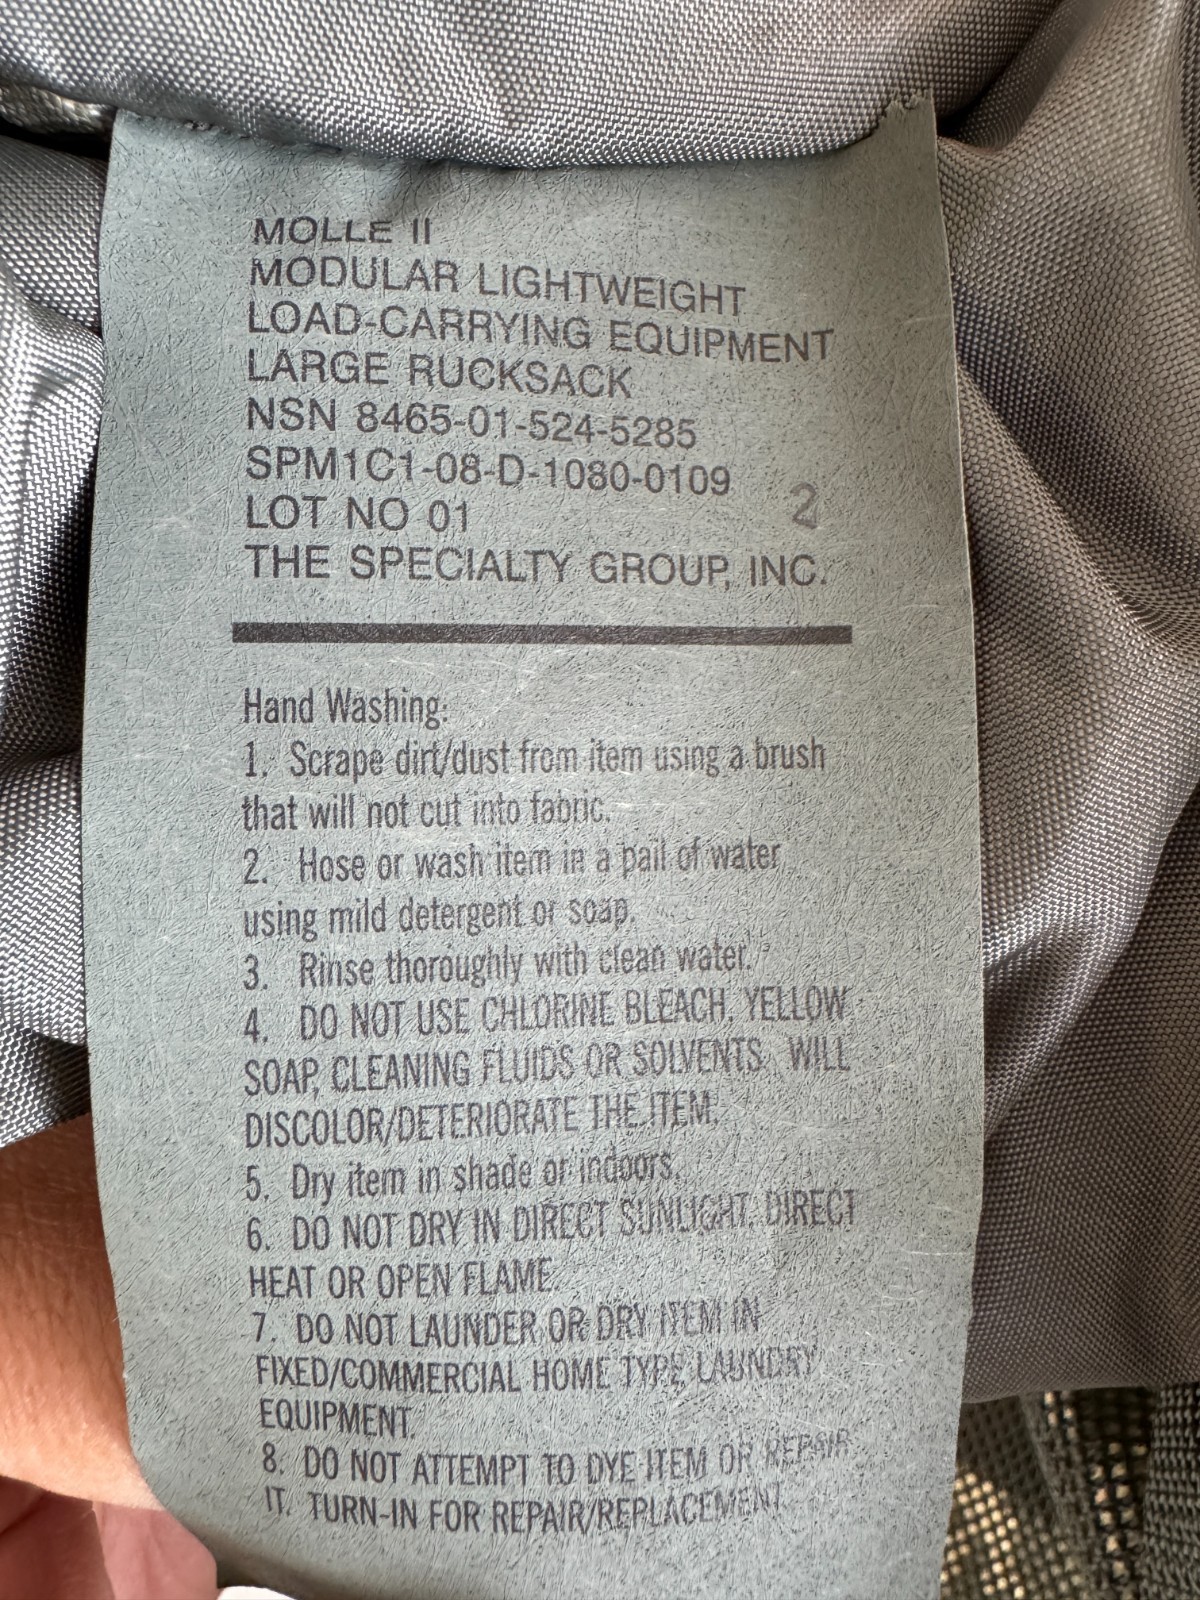 MOLLE II
MODULAR LIGHTWEIGHT
LOAD-CARRYING EQUIPMENT
LARGE RUCKSACK
NSN 8465-01-524-5285
SPM1C1-08-D-1080-0109
LOT NO 01 2
THE SPECIALTY GROUP, INC.
Hand Washing:
1. Scrape dirt/dust from item using a brush
that will not cut into fabric.
2. Hose or wash item in a pail of water
using mild detergent or soap.
3. Rinse thoroughly with clean water.
4. DO NOT USE CHLORINE BLEACH, YELLOW
SOAP, CLEANING FLUIDS OR SOLVENTS. WILL
DISCOLOR/DETERIORATE THE ITEM.
5. Dry item in shade or indoors.
6. DO NOT DRY IN DIRECT SUNLIGHT, DIRECT
HEAT OR OPEN FLAME.
7. DO NOT LAUNDER OR DRY ITEM IN
FIXED/COMMERCIAL HOME TYPE LAUNDRY
EQUIPMENT.
8. DO NOT ATTEMPT TO DYE ITEM OR REPAIR
IT. TURN-IN FOR REPAIR/REPLACEMENT.